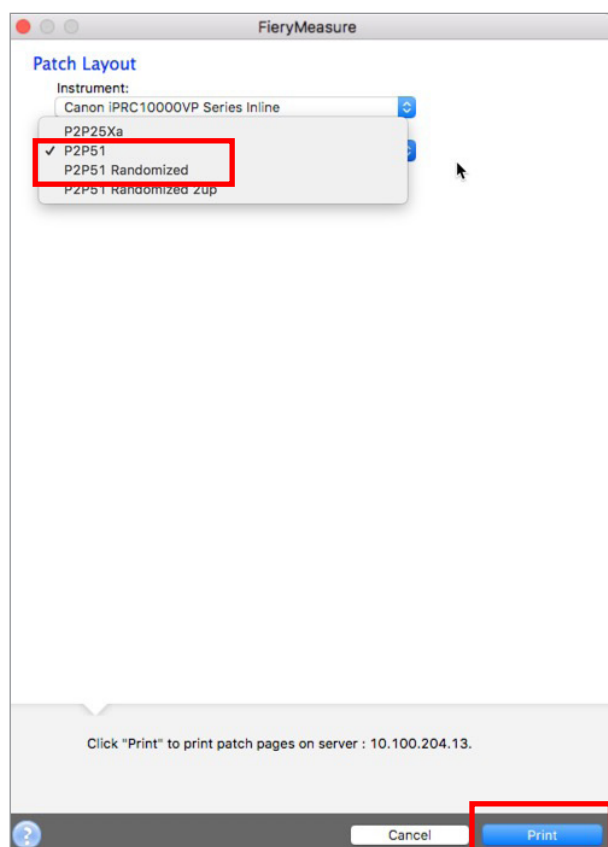 FieryMeasure
Patch Layout
Instrument:
Canon iPRC10000VP Series Inline
P2P25Xa
✓ P2P51
P2P51 Randomized
P2P51 Randomized 2up
Click "Print" to print patch pages on server : 10.100.204.13.
? Cancel Print